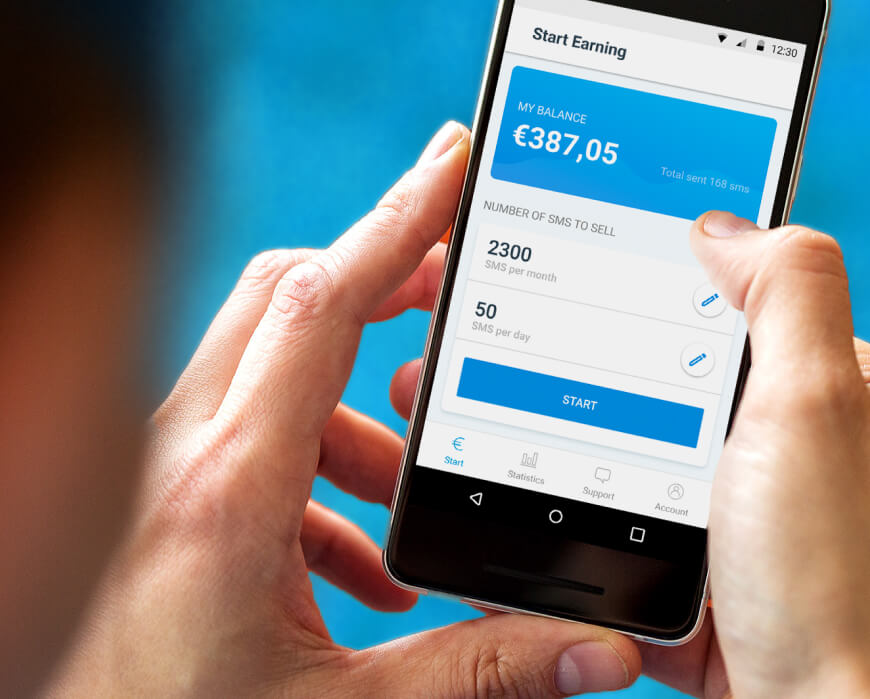 12:30
Start Earning
MY BALANCE
€387,05
Total sent 168 sms
NUMBER OF SMS TO SELL
2300
SMS per month
50
SMS per day
START
Start
Statistics
Support
Account